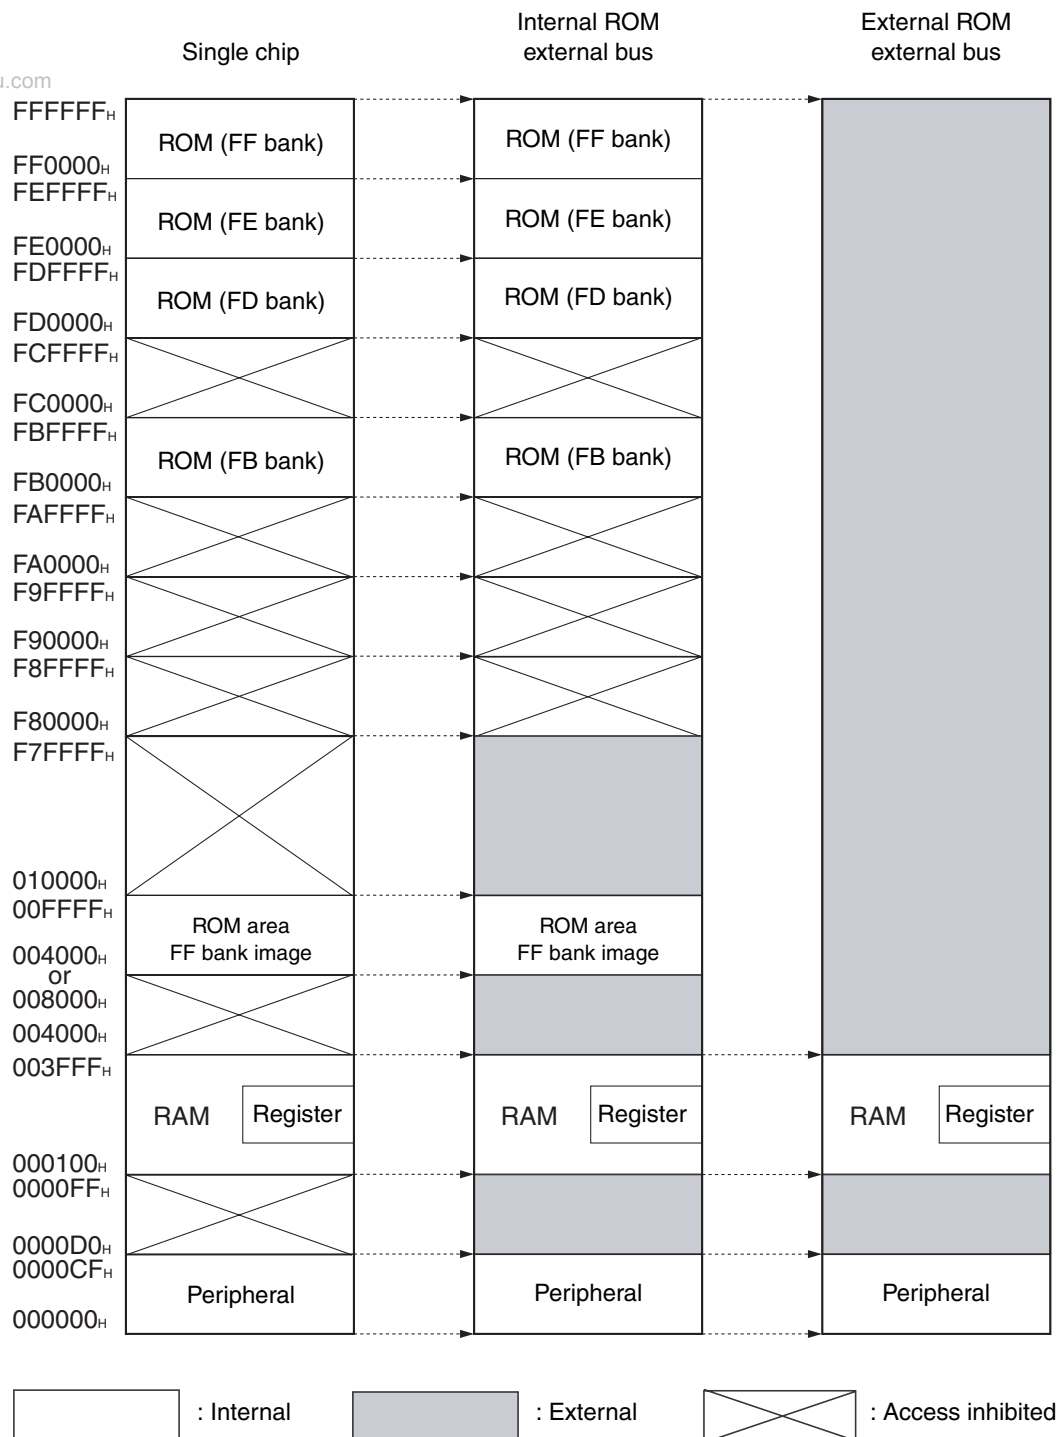 Internal ROM
external bus
External ROM
external bus
Single chip
u.com
FFFFFFH
ROM (FF bank)
ROM (FF bank)
FF0000H
FEFFFFH
ROM (FE bank)
ROM (FE bank)
FE0000H
FDFFFFH
ROM (FD bank)
ROM (FD bank)
FD0000H
FCFFFFH
FC0000H
FBFFFFH
ROM (FB bank)
ROM (FB bank)
FB0000H
FAFFFFH
FA0000H
F9FFFFH
F90000H
F8FFFFH
F80000H
F7FFFFH
010000H
00FFFFH
ROM area
FF bank image
ROM area
FF bank image
004000H
or
008000H
004000H
003FFFH
RAM
Register
RAM
Register
RAM
Register
000100H
0000FFH
0000D0H
0000CFH
Peripheral
Peripheral
Peripheral
000000H
: Internal
: External
: Access inhibited